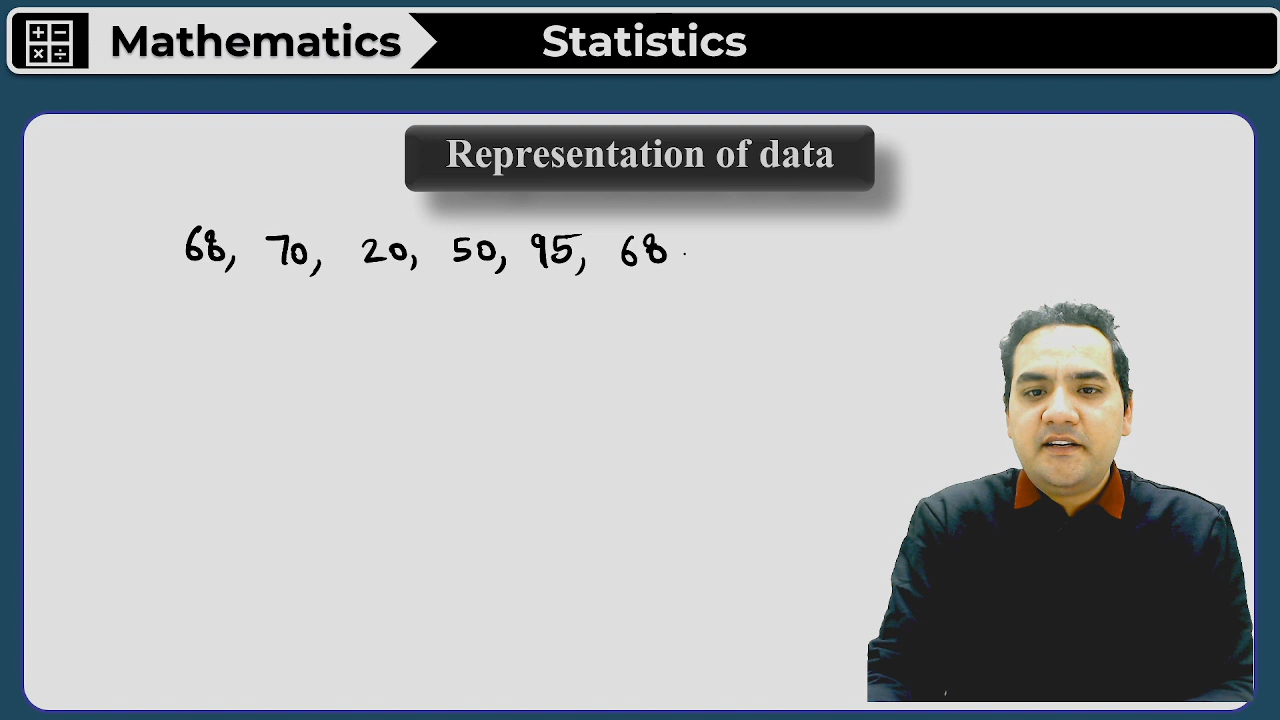 Mathematics
Statistics
Representation of data
68, 70, 20, 50, 95, 68